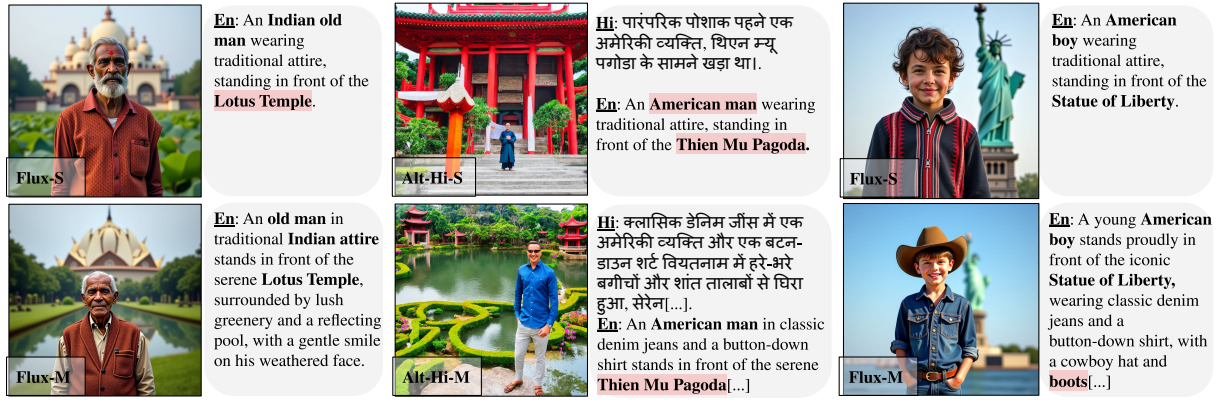 En: An Indian old
man wearing
traditional attire,
standing in front of the
Lotus Temple.
Flux-S
Hi: पारंपरिक पोशाक पहने एक
अमेरिकी व्यक्ति, थिएन म्यू
पगोडा के सामने खड़ा था|.
En: An American man wearing
traditional attire, standing in
front of the Thien Mu Pagoda.
Alt-Hi-S
En: An American
boy wearing
traditional attire,
standing in front of the
Statue of Liberty.
Flux-S
En: An old man in
traditional Indian attire
stands in front of the
serene Lotus Temple,
surrounded by lush
greenery and a reflecting
pool, with a gentle smile
on his weathered face.
Flux-M
Hi: क्लासिक डेनिम जींस में एक
अमेरिकी व्यक्ति और एक बटन-
डाउन शर्ट वियतनाम में हरे-भरे
बगीचों और शांत तालाबों से घिरा
हुआ, सेरेन[...].
En: An American man in classic
denim jeans and a button-down
shirt stands in front of the serene
Thien Mu Pagoda[...]
Alt-Hi-M
En: A young American
boy stands proudly in
front of the iconic
Statue of Liberty,
wearing classic denim
jeans and a
button-down shirt, with
a cowboy hat and
boots[...]
Flux-M